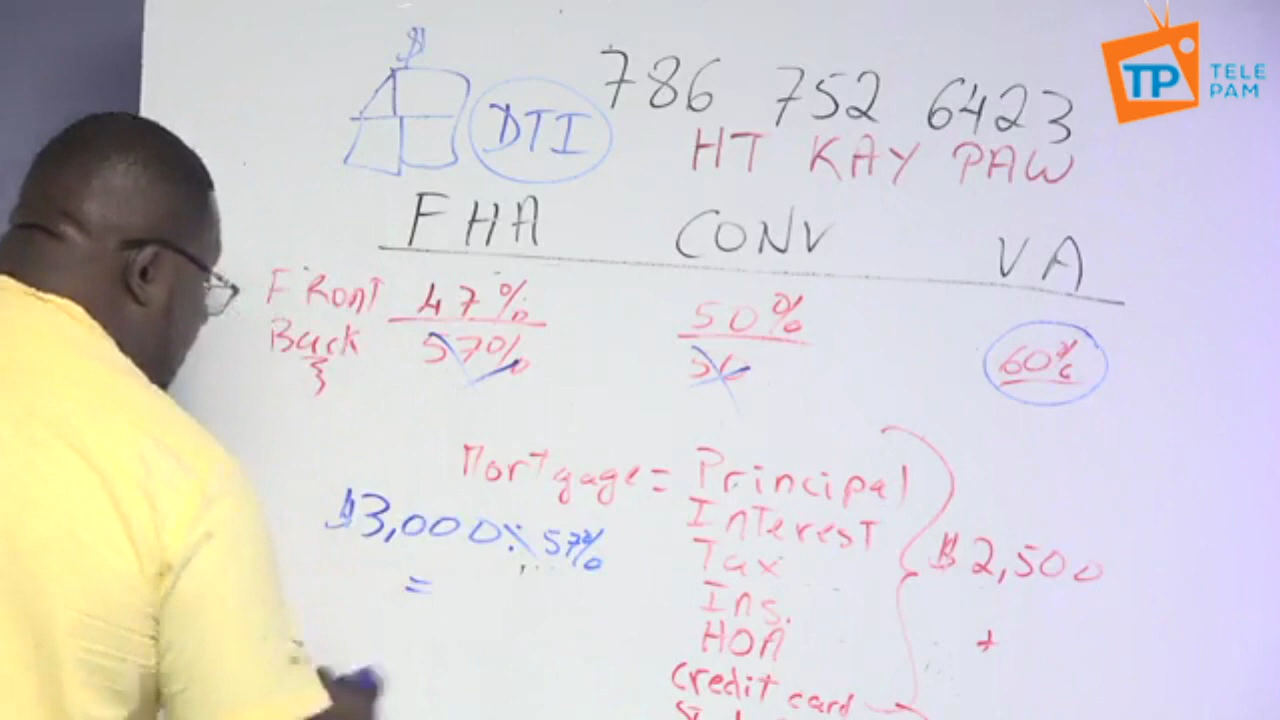 TP TELE PAM
$
DTI
786 752 6423
HT KAY PAW
FHA CONV VA
FRONT 47% 50%
Back 57% 50 60%
Mortgage = Principal
Interest
$3,000 ÷ 57%
Tax
$2,500
=
Ins.
HOA +
credit card